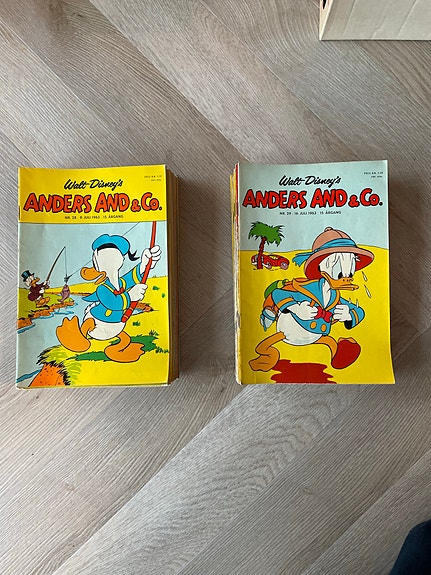 Walt Disney's
ANDERS AND & Co.
NR. 28 · 9. JULI 1963 · 15. ÅRGANG
Walt Disney's
ANDERS AND & Co.
NR. 29 · 16. JULI 1963 · 15. ÅRGANG